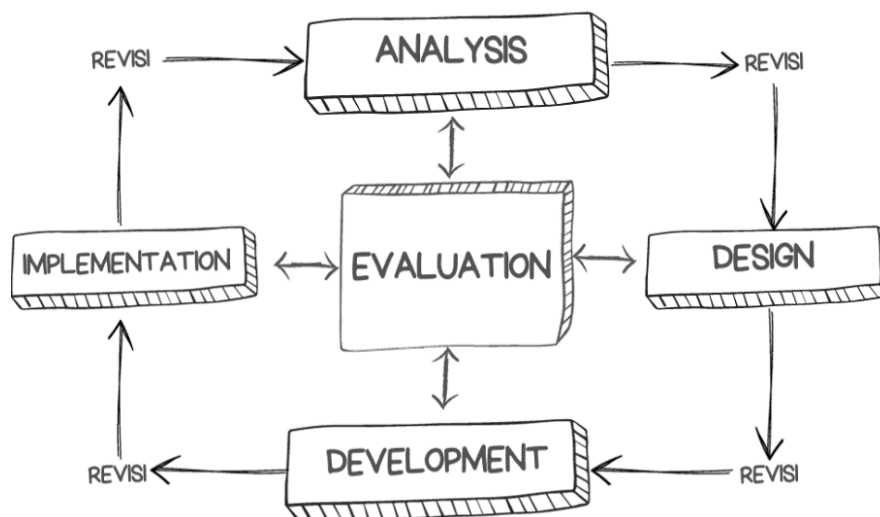 ANALYSIS
REVISI
REVISI
IMPLEMENTATION
EVALUATION
DESIGN
DEVELOPMENT
REVISI
REVISI